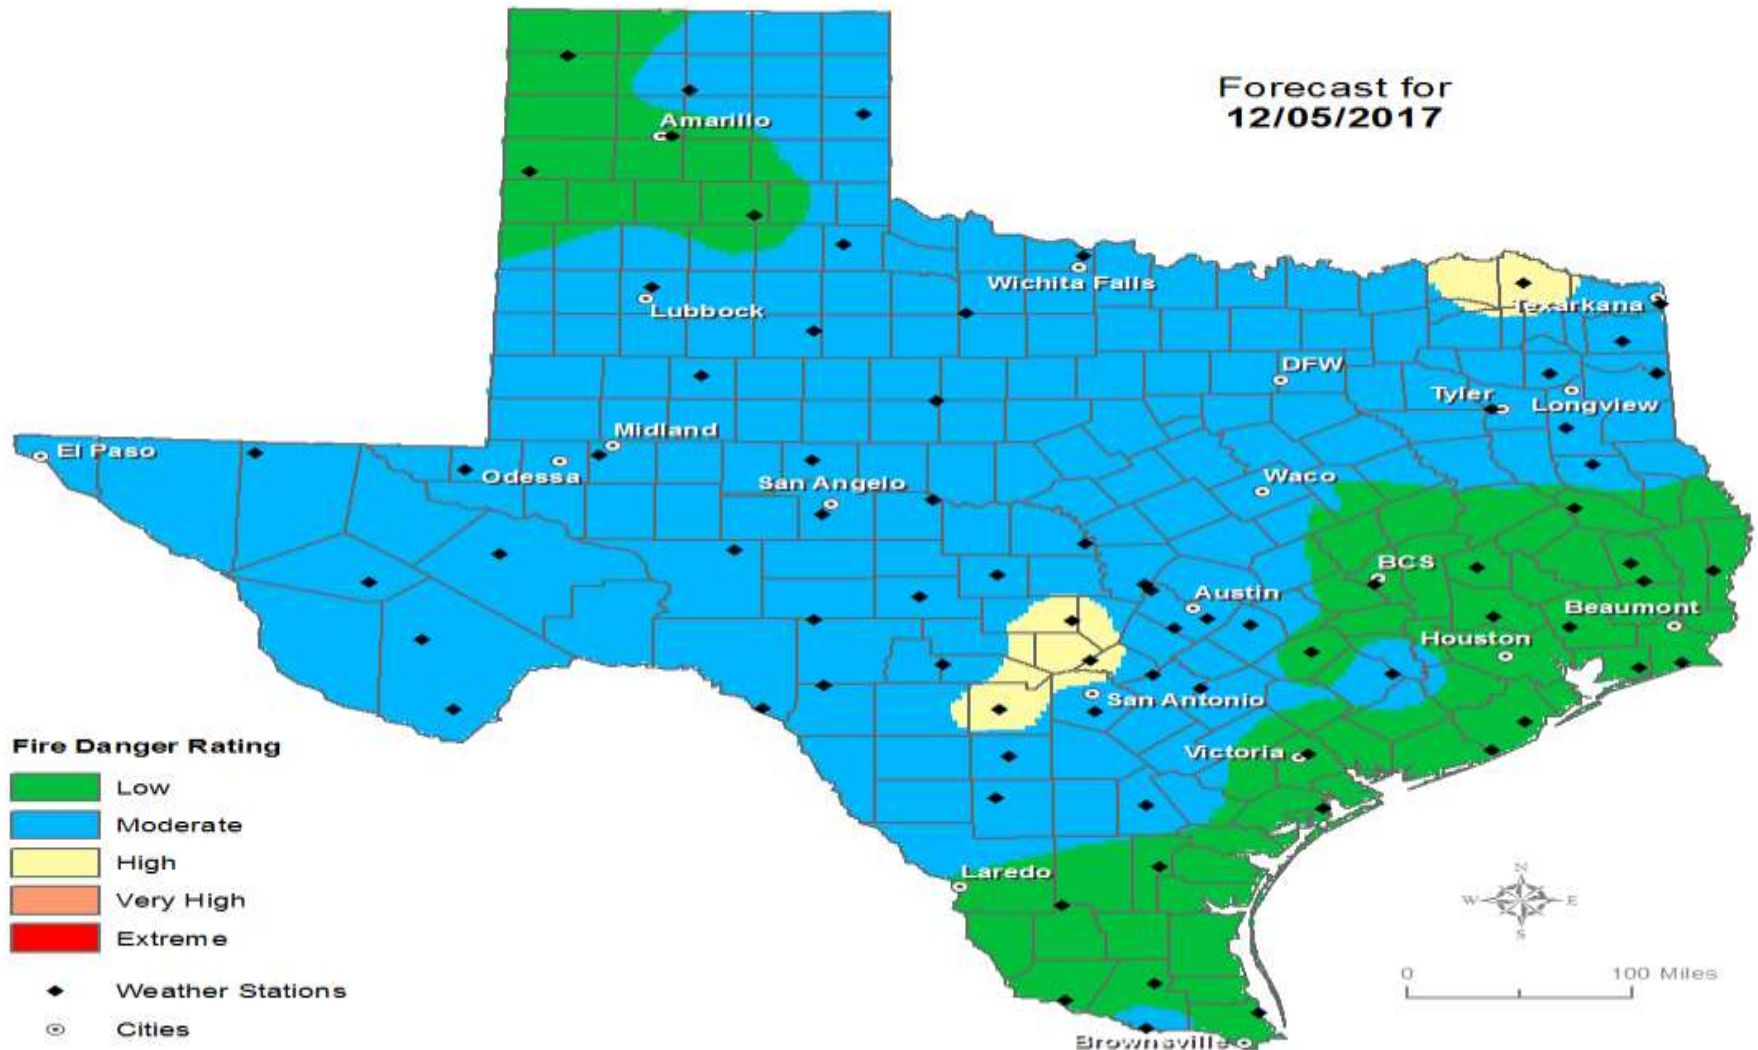 Forecast for
12/05/2017
Amarillo
Wichita Falls
Lubbock
Texarkana
DFW
Tyler
Longview
Midland
El Paso
Odessa
San Angelo
Waco
BCS
Austin
Beaumont
Houston
San Antonio
Victoria
Laredo
Brownsville
Fire Danger Rating
Low
Moderate
High
Very High
Extreme
Weather Stations
Cities
N
W E
S
0 100 Miles